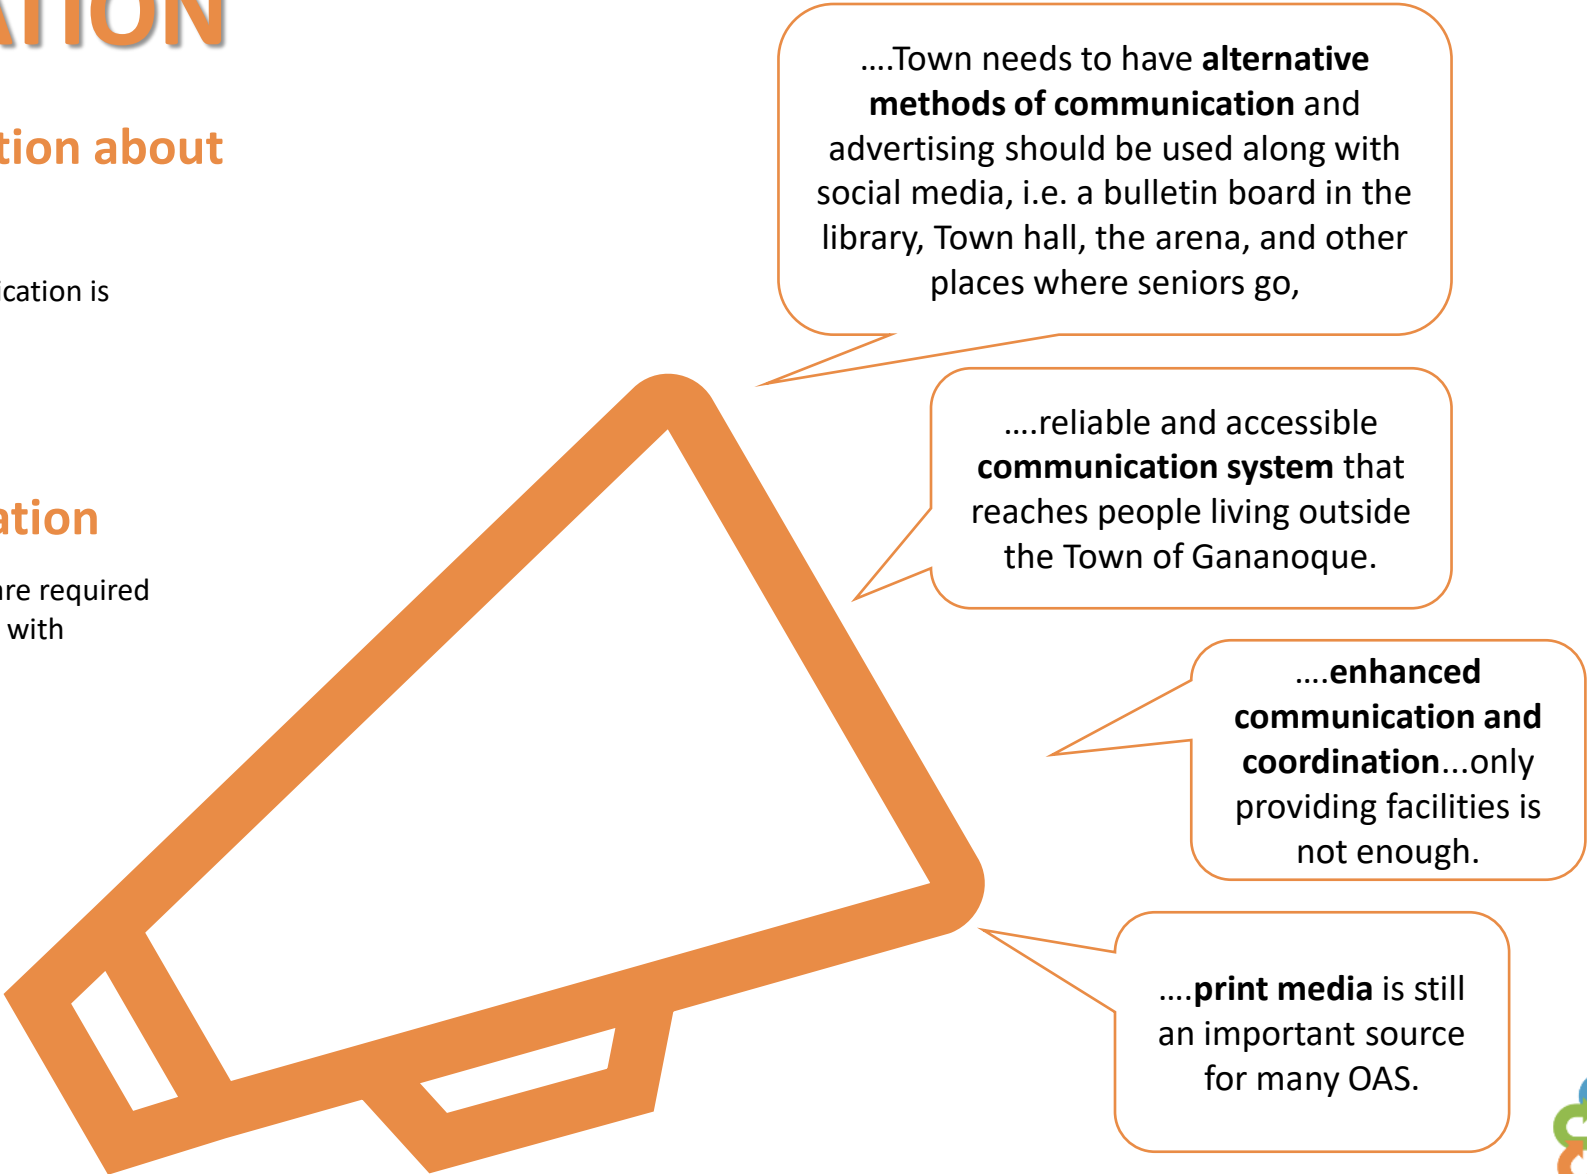 ATION
tion about
ication is
ation
are required
with
....Town needs to have alternative
methods of communication and
advertising should be used along with
social media, i.e. a bulletin board in the
library, Town hall, the arena, and other
places where seniors go,
....reliable and accessible
communication system that
reaches people living outside
the Town of Gananoque.
....enhanced
communication and
coordination...only
providing facilities is
not enough.
....print media is still
an important source
for many OAS.